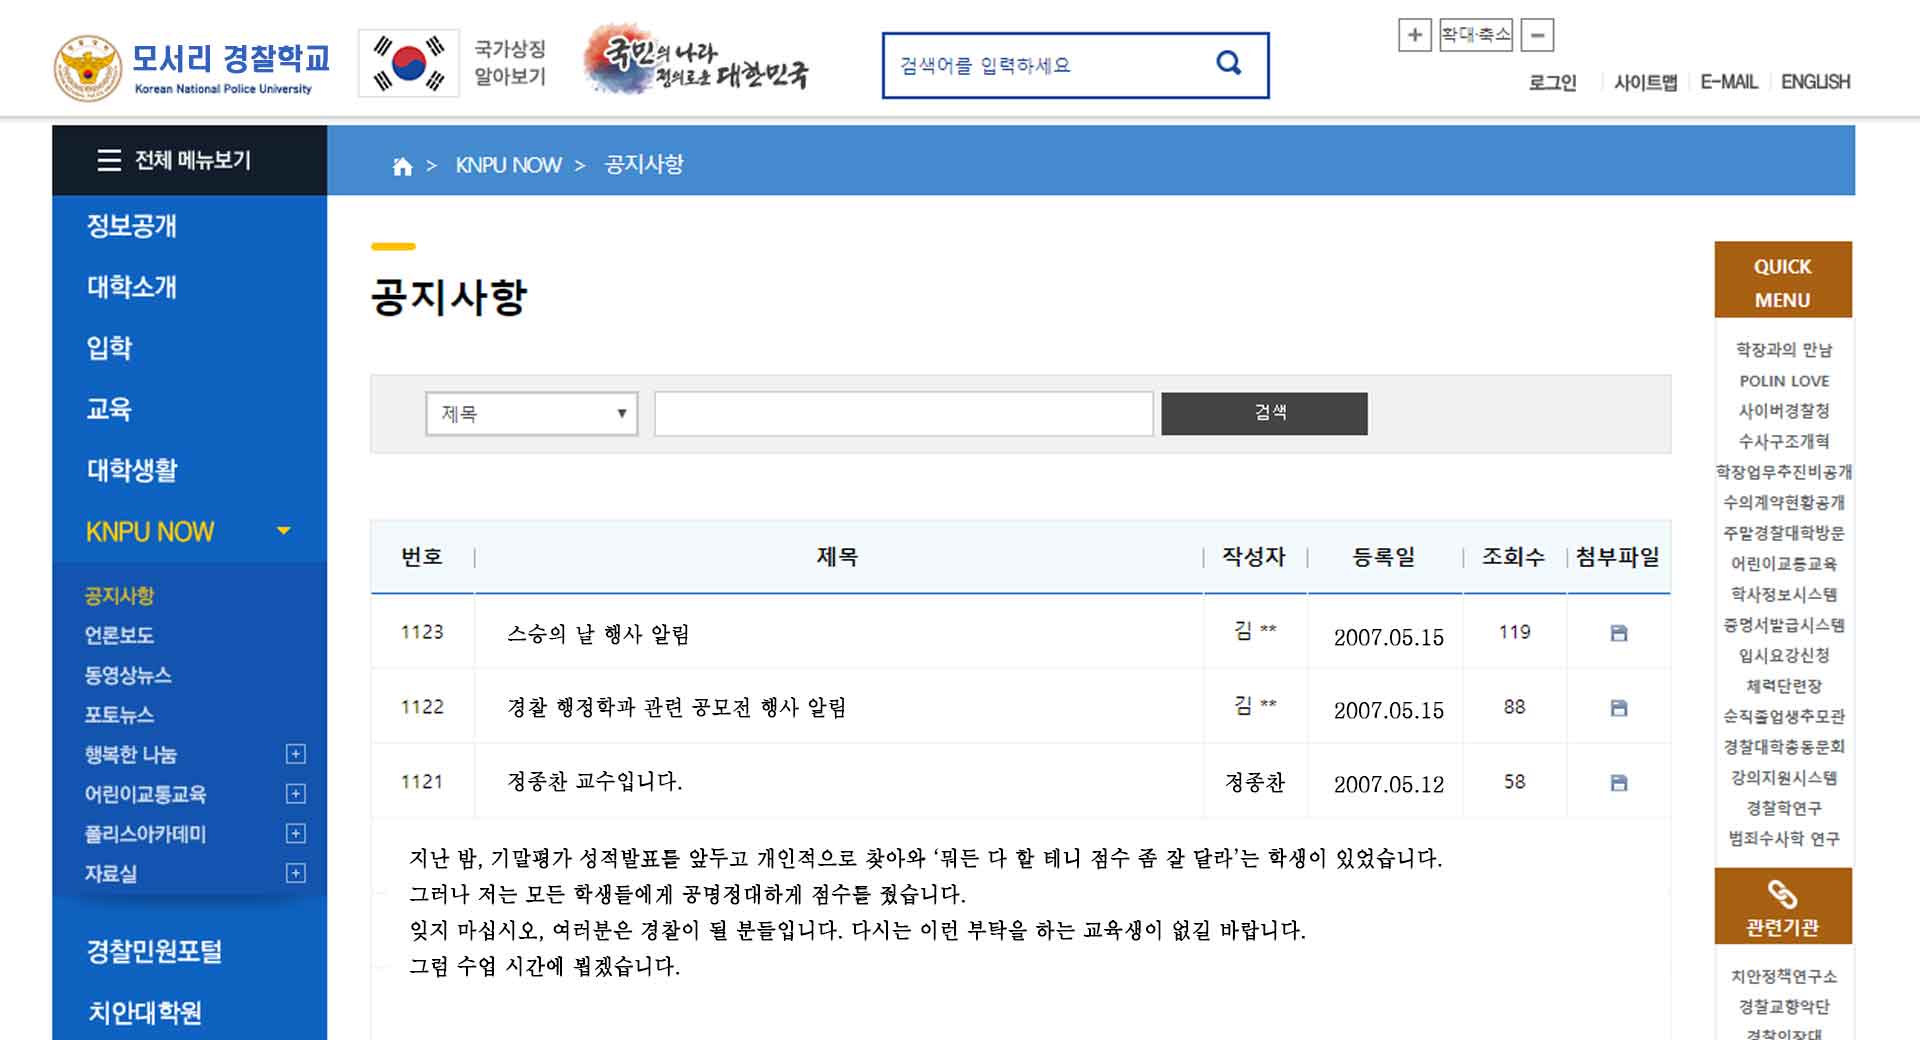 모서리 경찰학교
Korean National Police University
국가상징
알아보기
국민의 나라
정의로운 대한민국
검색어를 입력하세요
+ 확대·축소 −
로그인 사이트맵 E-MAIL ENGLISH
전체 메뉴보기
> KNPU NOW > 공지사항
정보공개
대학소개
입학
교육
대학생활
KNPU NOW
공지사항
언론보도
동영상뉴스
포토뉴스
행복한 나눔
어린이교통교육
폴리스아카데미
자료실
경찰민원포털
치안대학원
공지사항
제목 ▼ 검색
번호 제목 작성자 등록일 조회수 첨부파일
1123 스승의 날 행사 알림 김 ** 2007.05.15 119
1122 경찰 행정학과 관련 공모전 행사 알림 김 ** 2007.05.15 88
1121 정종찬 교수입니다. 정종찬 2007.05.12 58
지난 밤, 기말평가 성적발표를 앞두고 개인적으로 찾아와 ‘뭐든 다 할 테니 점수 좀 잘 달라’는 학생이 있었습니다.
그러나 저는 모든 학생들에게 공명정대하게 점수를 줬습니다.
잊지 마십시오, 여러분은 경찰이 될 분들입니다. 다시는 이런 부탁을 하는 교육생이 없길 바랍니다.
그럼 수업 시간에 뵙겠습니다.
QUICK
MENU
학장과의 만남
POLIN LOVE
사이버경찰청
수사구조개혁
학장업무추진비공개
수의계약현황공개
주말경찰대학방문
어린이교통교육
학사정보시스템
증명서발급시스템
입시요강신청
체력단련장
순직졸업생추모관
경찰대학총동문회
강의지원시스템
경찰학연구
범죄수사학 연구
관련기관
치안정책연구소
경찰교향악단
경찰의장대